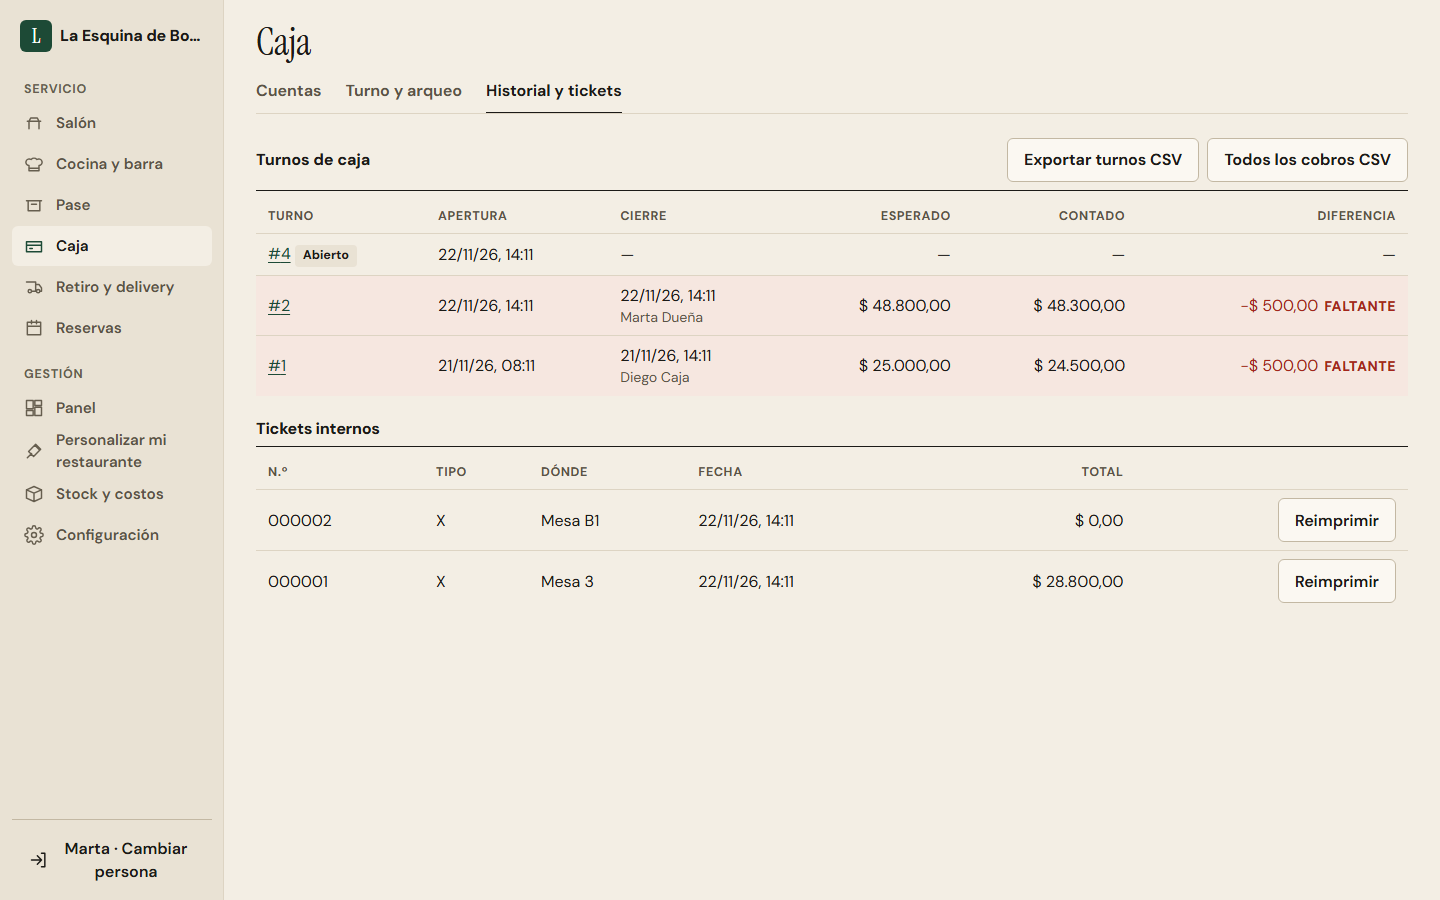 L La Esquina de Bo...
SERVICIO
Salón
Cocina y barra
Pase
Caja
Retiro y delivery
Reservas
GESTIÓN
Panel
Personalizar mi
restaurante
Stock y costos
Configuración
Marta · Cambiar
persona
Caja
Cuentas Turno y arqueo Historial y tickets
Turnos de caja Exportar turnos CSV Todos los cobros CSV
TURNO APERTURA CIERRE ESPERADO CONTADO DIFERENCIA
#4 Abierto 22/11/26, 14:11 — — — —
#2 22/11/26, 14:11 22/11/26, 14:11 $ 48.800,00 $ 48.300,00 -$ 500,00 FALTANTE
Marta Dueña
#1 21/11/26, 08:11 21/11/26, 14:11 $ 25.000,00 $ 24.500,00 -$ 500,00 FALTANTE
Diego Caja
Tickets internos
N.º TIPO DÓNDE FECHA TOTAL
000002 X Mesa B1 22/11/26, 14:11 $ 0,00 Reimprimir
000001 X Mesa 3 22/11/26, 14:11 $ 28.800,00 Reimprimir